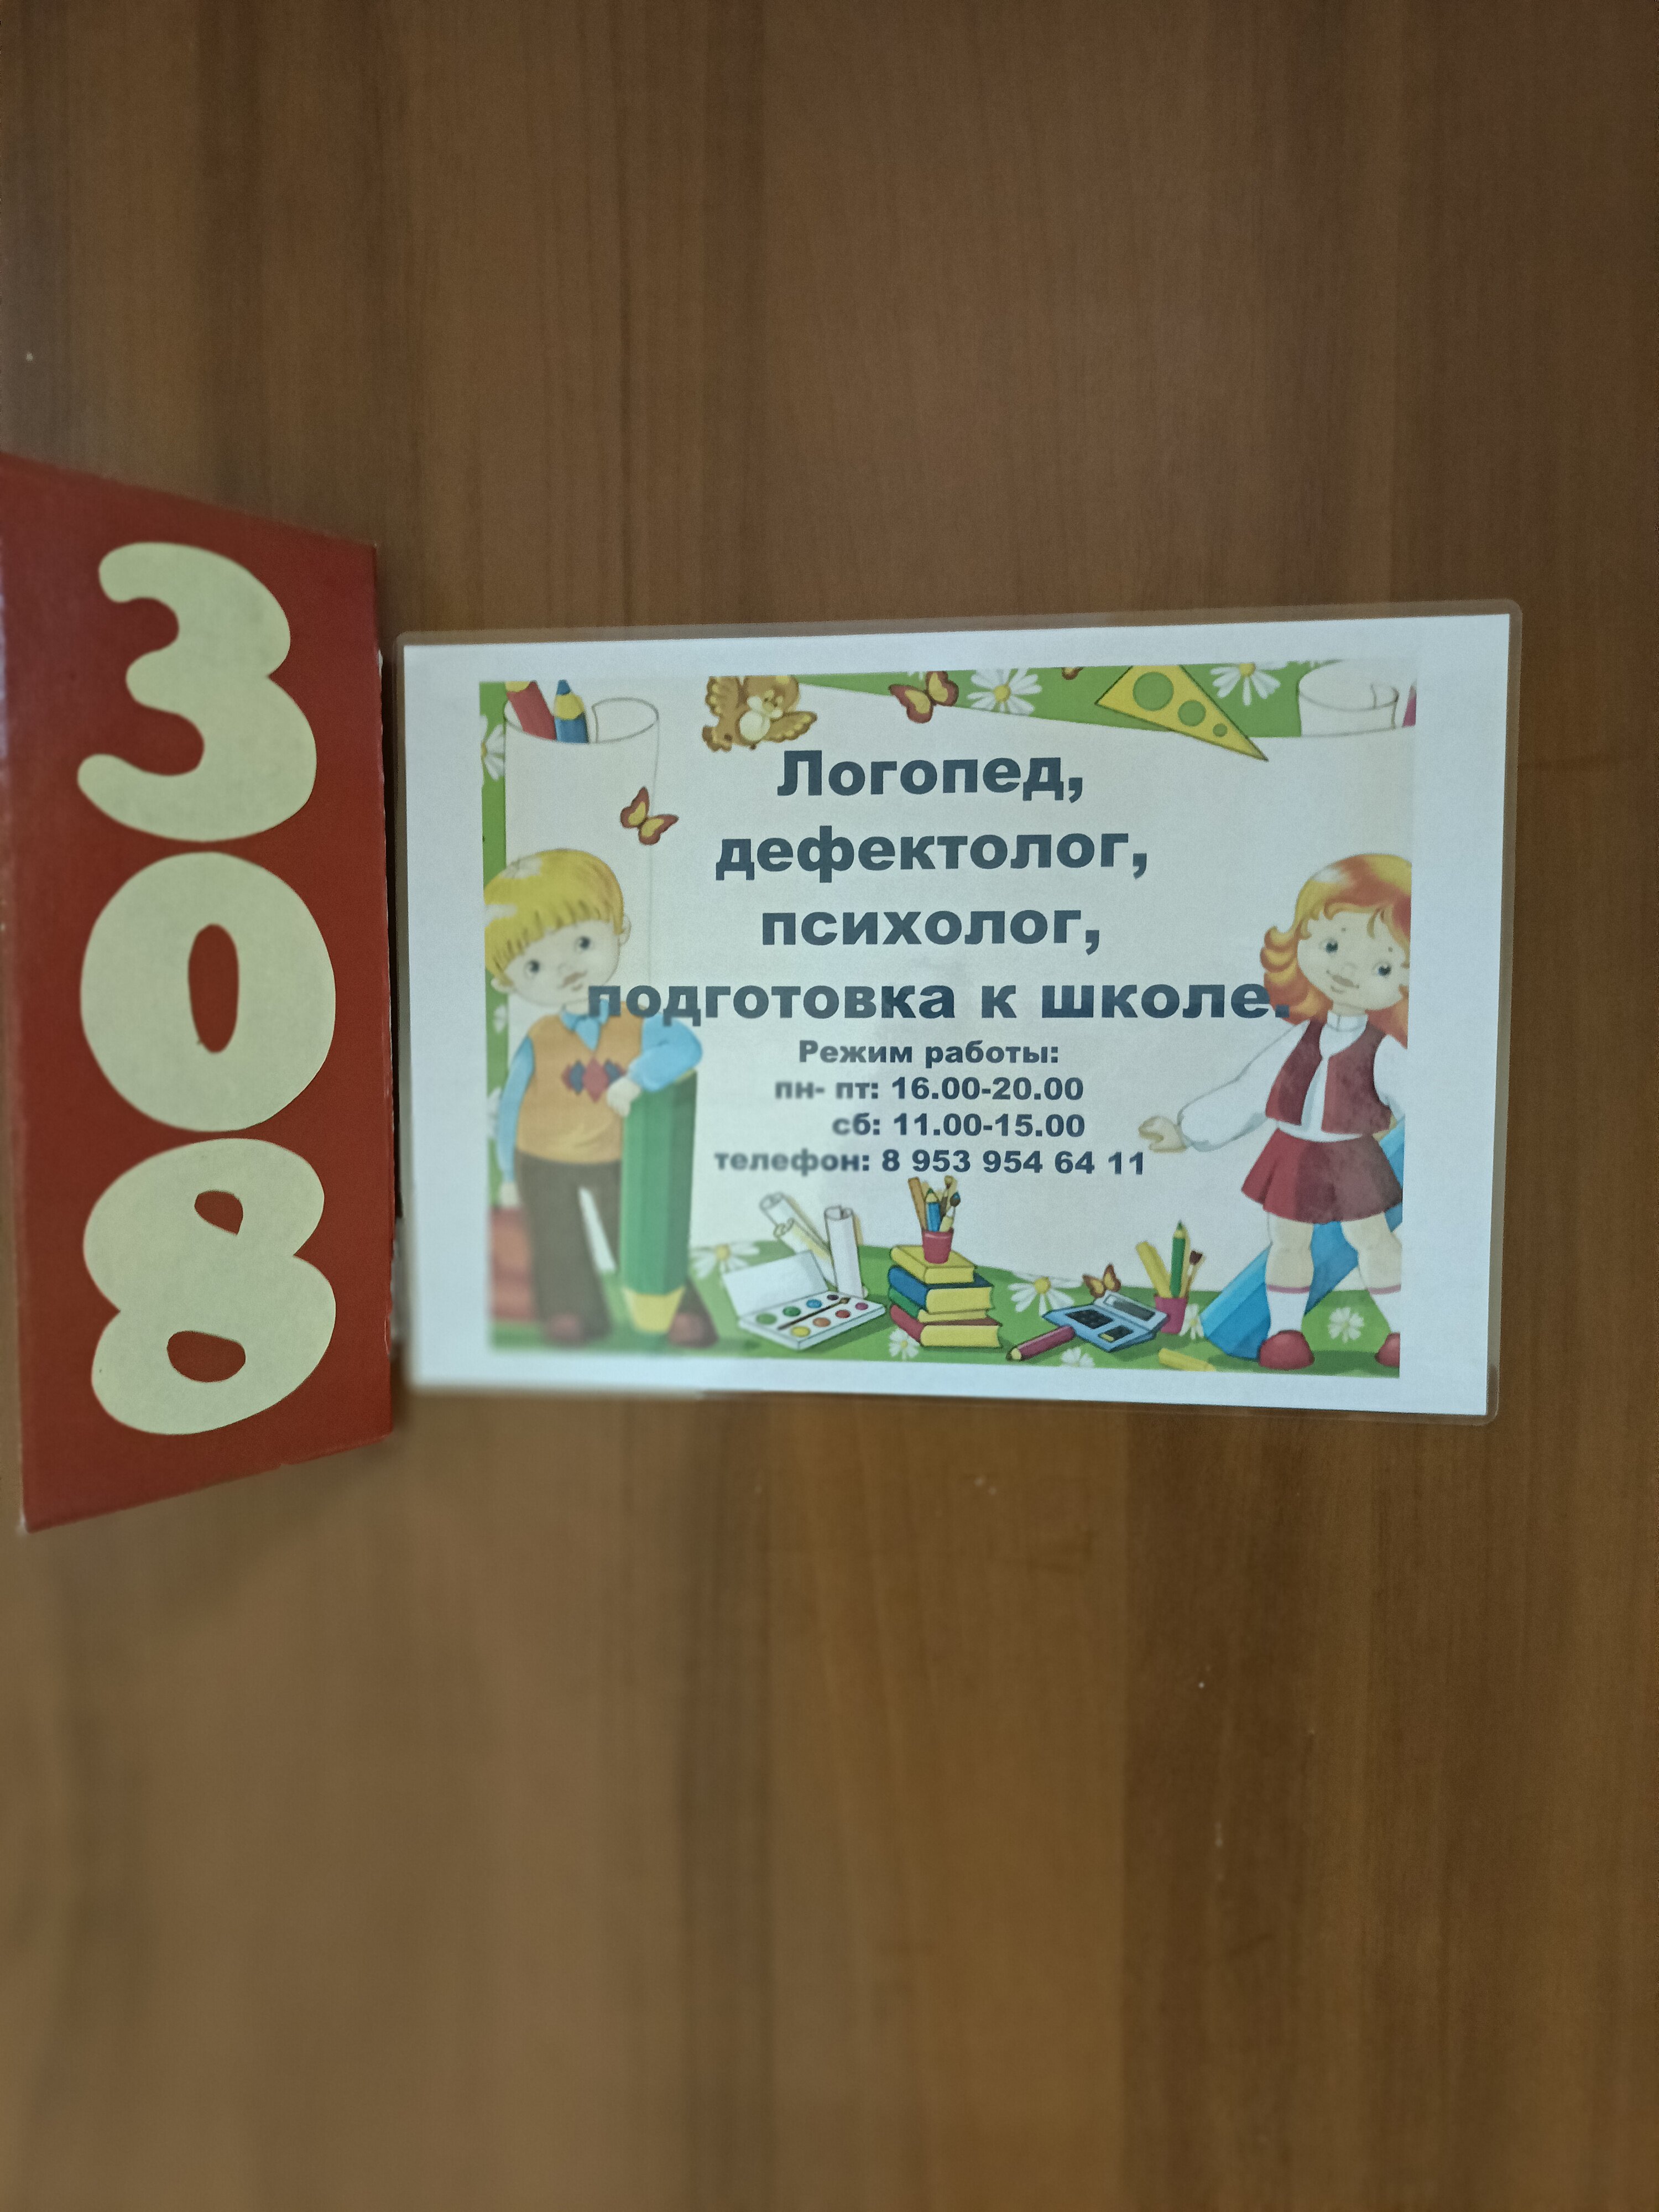 308
Логопед,
дефектолог,
психолог,
подготовка к школе.
Режим работы:
пн- пт: 16.00-20.00
сб: 11.00-15.00
телефон: 8 953 954 64 11